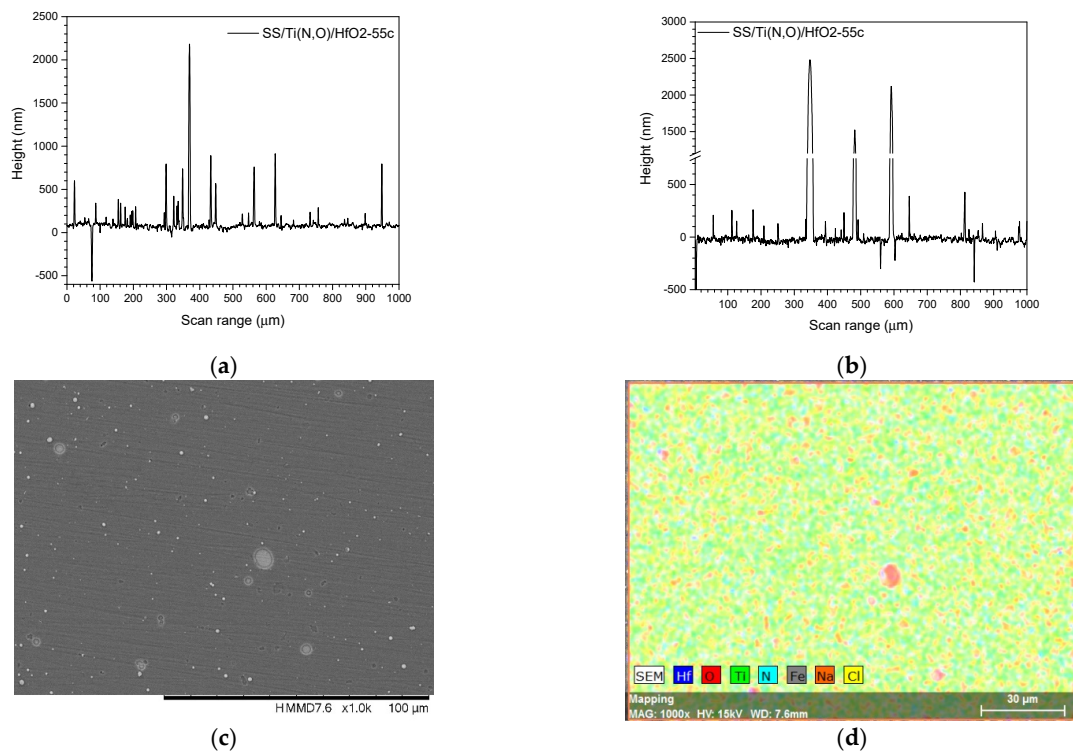 SS/Ti(N,O)/HfO2-55c
Height (nm)
2500
2000
1500
1000
500
0
-500
0 100 200 300 400 500 600 700 800 900 1000
Scan range (μm)
(a)
SS/Ti(N,O)/HfO2-55c
Height (nm)
3000
2500
2000
1500
500
0
-500
100 200 300 400 500 600 700 800 900 1000
Scan range (μm)
(b)
HMMD7.6 x1.0k 100 μm
(c)
SEM Hf O Ti N Fe Na Cl
Mapping 30 μm
MAG: 1000x HV: 15kV WD: 7.6mm
(d)